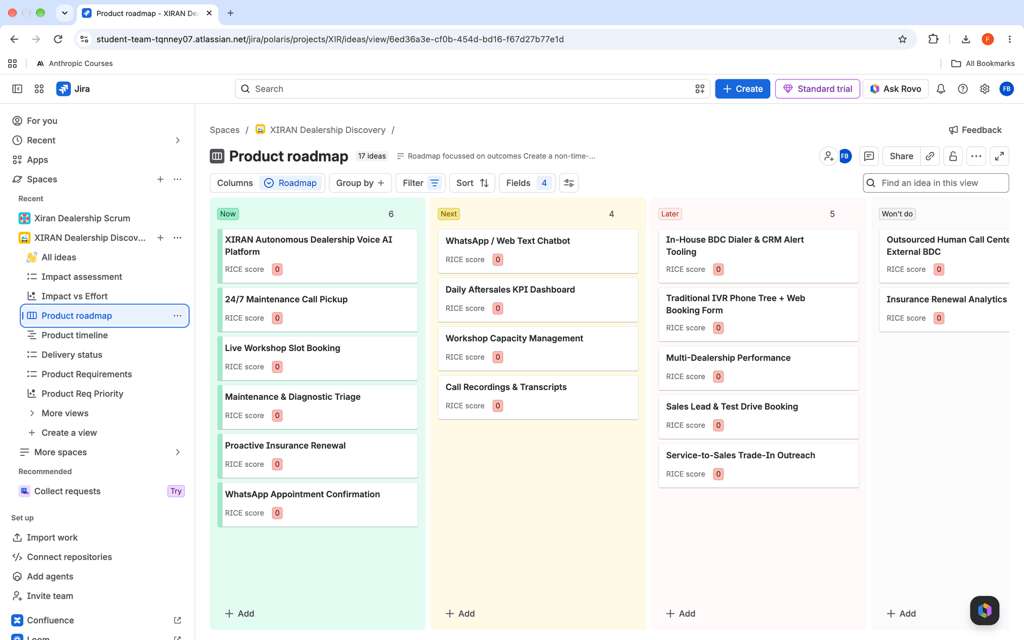 Product roadmap - XIRAN De
student-team-tqnney07.atlassian.net/jira/polaris/projects/XIR/ideas/view/6ed36a3e-cf0b-454d-bd16-f67d27b77e1d
F
Anthropic Courses
All Bookmarks
Jira
Search
Create
Standard trial
Ask Rovo
FB
For you
Recent
Apps
Spaces
Recent
Xiran Dealership Scrum
XIRAN Dealership Discov...
All ideas
Impact assessment
Impact vs Effort
Product roadmap
Product timeline
Delivery status
Product Requirements
Product Req Priority
More views
Create a view
More spaces
Recommended
Collect requests
Try
Set up
Import work
Connect repositories
Add agents
Invite team
Confluence
Loom
Spaces / XIRAN Dealership Discovery /
Feedback
Product roadmap
17 ideas
Roadmap focussed on outcomes Create a non-time-...
FB
Share
Columns
Roadmap
Group by
Filter
Sort
Fields 4
Find an idea in this view
Now 6
XIRAN Autonomous Dealership Voice AI
Platform
RICE score 0
24/7 Maintenance Call Pickup
RICE score 0
Live Workshop Slot Booking
RICE score 0
Maintenance & Diagnostic Triage
RICE score 0
Proactive Insurance Renewal
RICE score 0
WhatsApp Appointment Confirmation
RICE score 0
Add
Next 4
WhatsApp / Web Text Chatbot
RICE score 0
Daily Aftersales KPI Dashboard
RICE score 0
Workshop Capacity Management
RICE score 0
Call Recordings & Transcripts
RICE score 0
Add
Later 5
In-House BDC Dialer & CRM Alert
Tooling
RICE score 0
Traditional IVR Phone Tree + Web
Booking Form
RICE score 0
Multi-Dealership Performance
RICE score 0
Sales Lead & Test Drive Booking
RICE score 0
Service-to-Sales Trade-In Outreach
RICE score 0
Add
Won't do
Outsourced Human Call Cente
External BDC
RICE score 0
Insurance Renewal Analytics
RICE score 0
Add